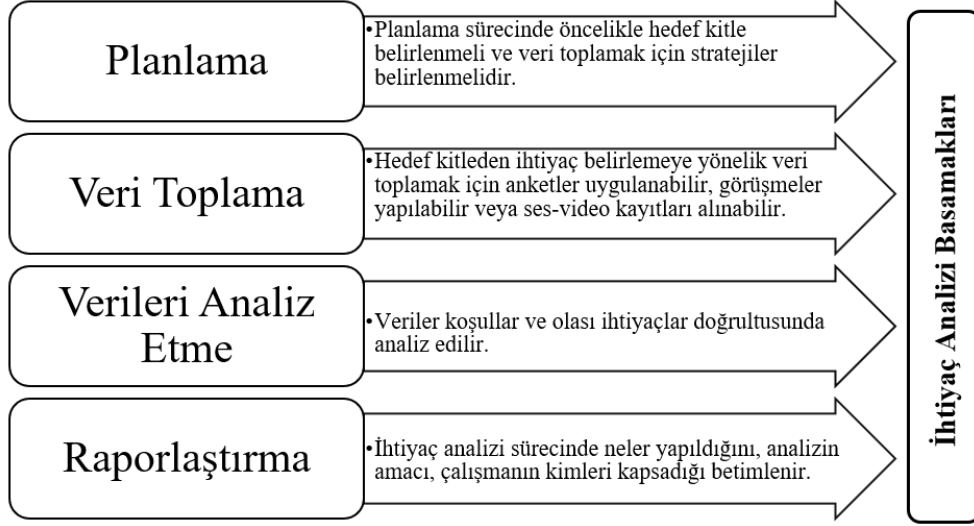 Planlama
•Planlama sürecinde öncelikle hedef kitle
belirlenmeli ve veri toplamak için stratejiler
belirlenmelidir.
Veri Toplama
•Hedef kitleden ihtiyaç belirlemeye yönelik veri
toplamak için anketler uygulanabilir, görüşmeler
yapılabilir veya ses-video kayıtları alınabilir.
Verileri Analiz
Etme
•Veriler koşullar ve olası ihtiyaçlar doğrultusunda
analiz edilir.
Raporlaştırma
•İhtiyaç analizi sürecinde neler yapıldığını, analizin
amacı, çalışmanın kimleri kapsadığı betimlenir.
İhtiyaç Analizi Basamakları